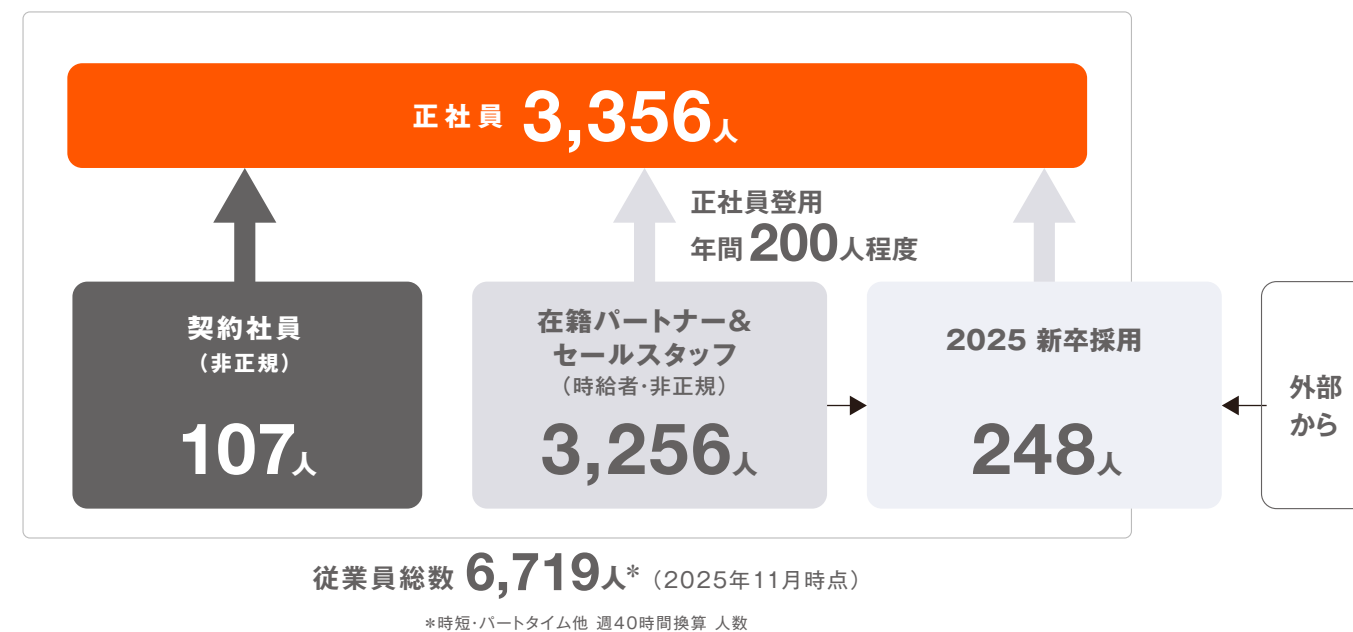 正社員 3,356人
正社員登用
年間200人程度
契約社員
（非正規）
107人
在籍パートナー&
セールスタッフ
（時給者・非正規）
3,256人
2025 新卒採用
248人
外部
から
従業員総数 6,719人*（2025年11月時点）
*時短・パートタイム他 週40時間換算 人数